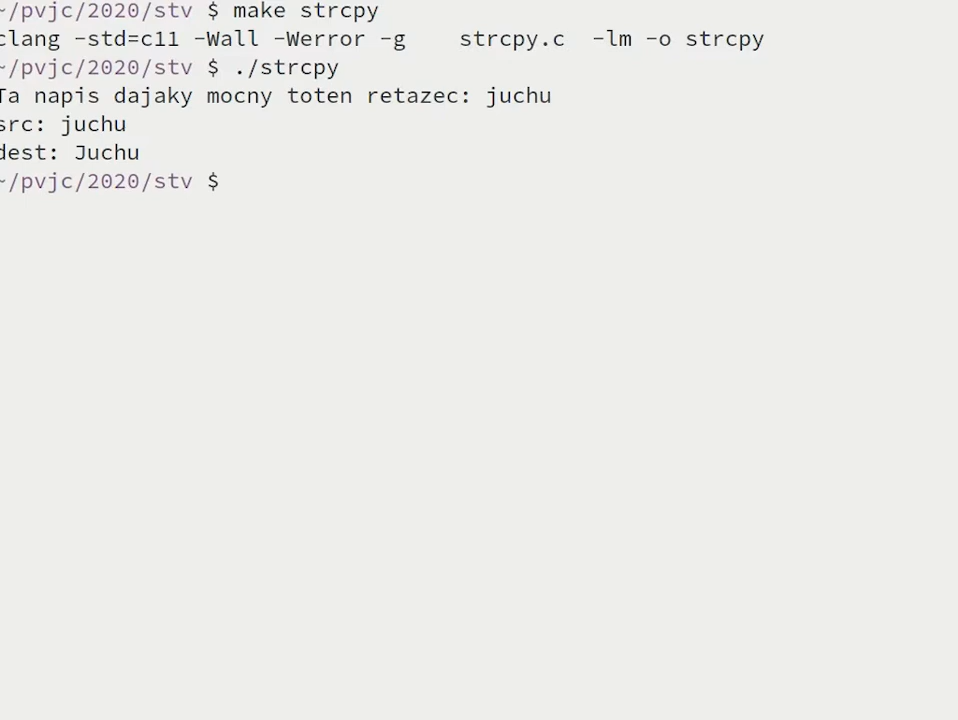 ~/pvjc/2020/stv $ make strcpy
clang -std=c11 -Wall -Werror -g    strcpy.c  -lm -o strcpy
~/pvjc/2020/stv $ ./strcpy
Ta napis dajaky mocny toten retazec: juchu
src: juchu
dest: Juchu
~/pvjc/2020/stv $